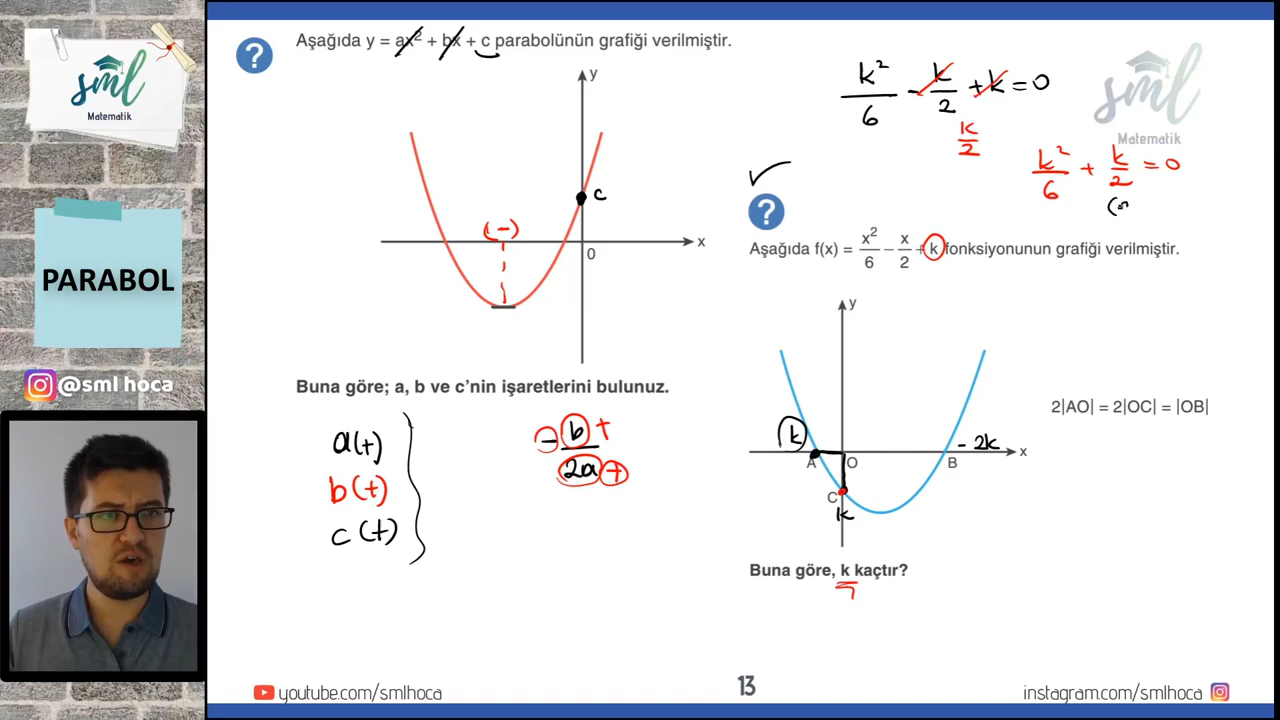 sml
Matematik
PARABOL
@sml hoca
Aşağıda y = ax² + bx + c parabolünün grafiği verilmiştir.
y
c
(-)
x
0
Buna göre; a, b ve c'nin işaretlerini bulunuz.
a(+)
b(+)
c(+)
- b +
2a +
k²/6 - k/2 + k = 0
k/2
k²/6 + k/2 = 0
sml
Matematik
Aşağıda f(x) = x²/6 - x/2 + k fonksiyonunun grafiği verilmiştir.
y
2|AO| = 2|OC| = |OB|
k
- 2k
x
A
O
B
C
k
Buna göre, k kaçtır?
youtube.com/smlhoca
13
instagram.com/smlhoca